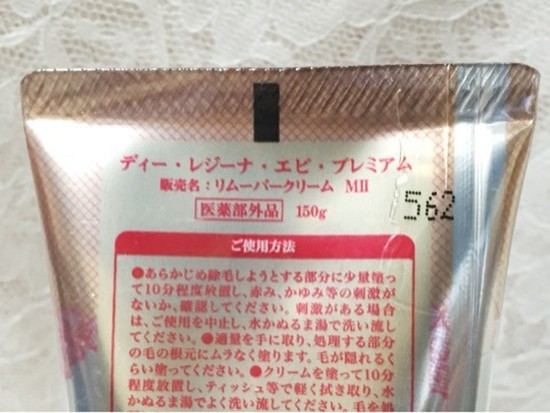 ディー・レジーナ・エピ・プレミアム
販売名：リムーバークリーム MII
医薬部外品 150g
562
ご使用方法
●あらかじめ除毛しようとする部分に少量塗っ
て10分程度放置し、赤み、かゆみ等の刺激が
ないか、確認してください。刺激がある場合
は、ご使用を中止し、水かぬるま湯で洗い流し
てください。●適量を手に取り、処理する部分
の毛の根元にムラなく塗ります。毛が隠れるく
らい塗ってください。●クリームを塗って10分
程度放置し、ティッシュ等で軽く拭き取り、水
かぬるま湯でよく洗い流してください。毛を